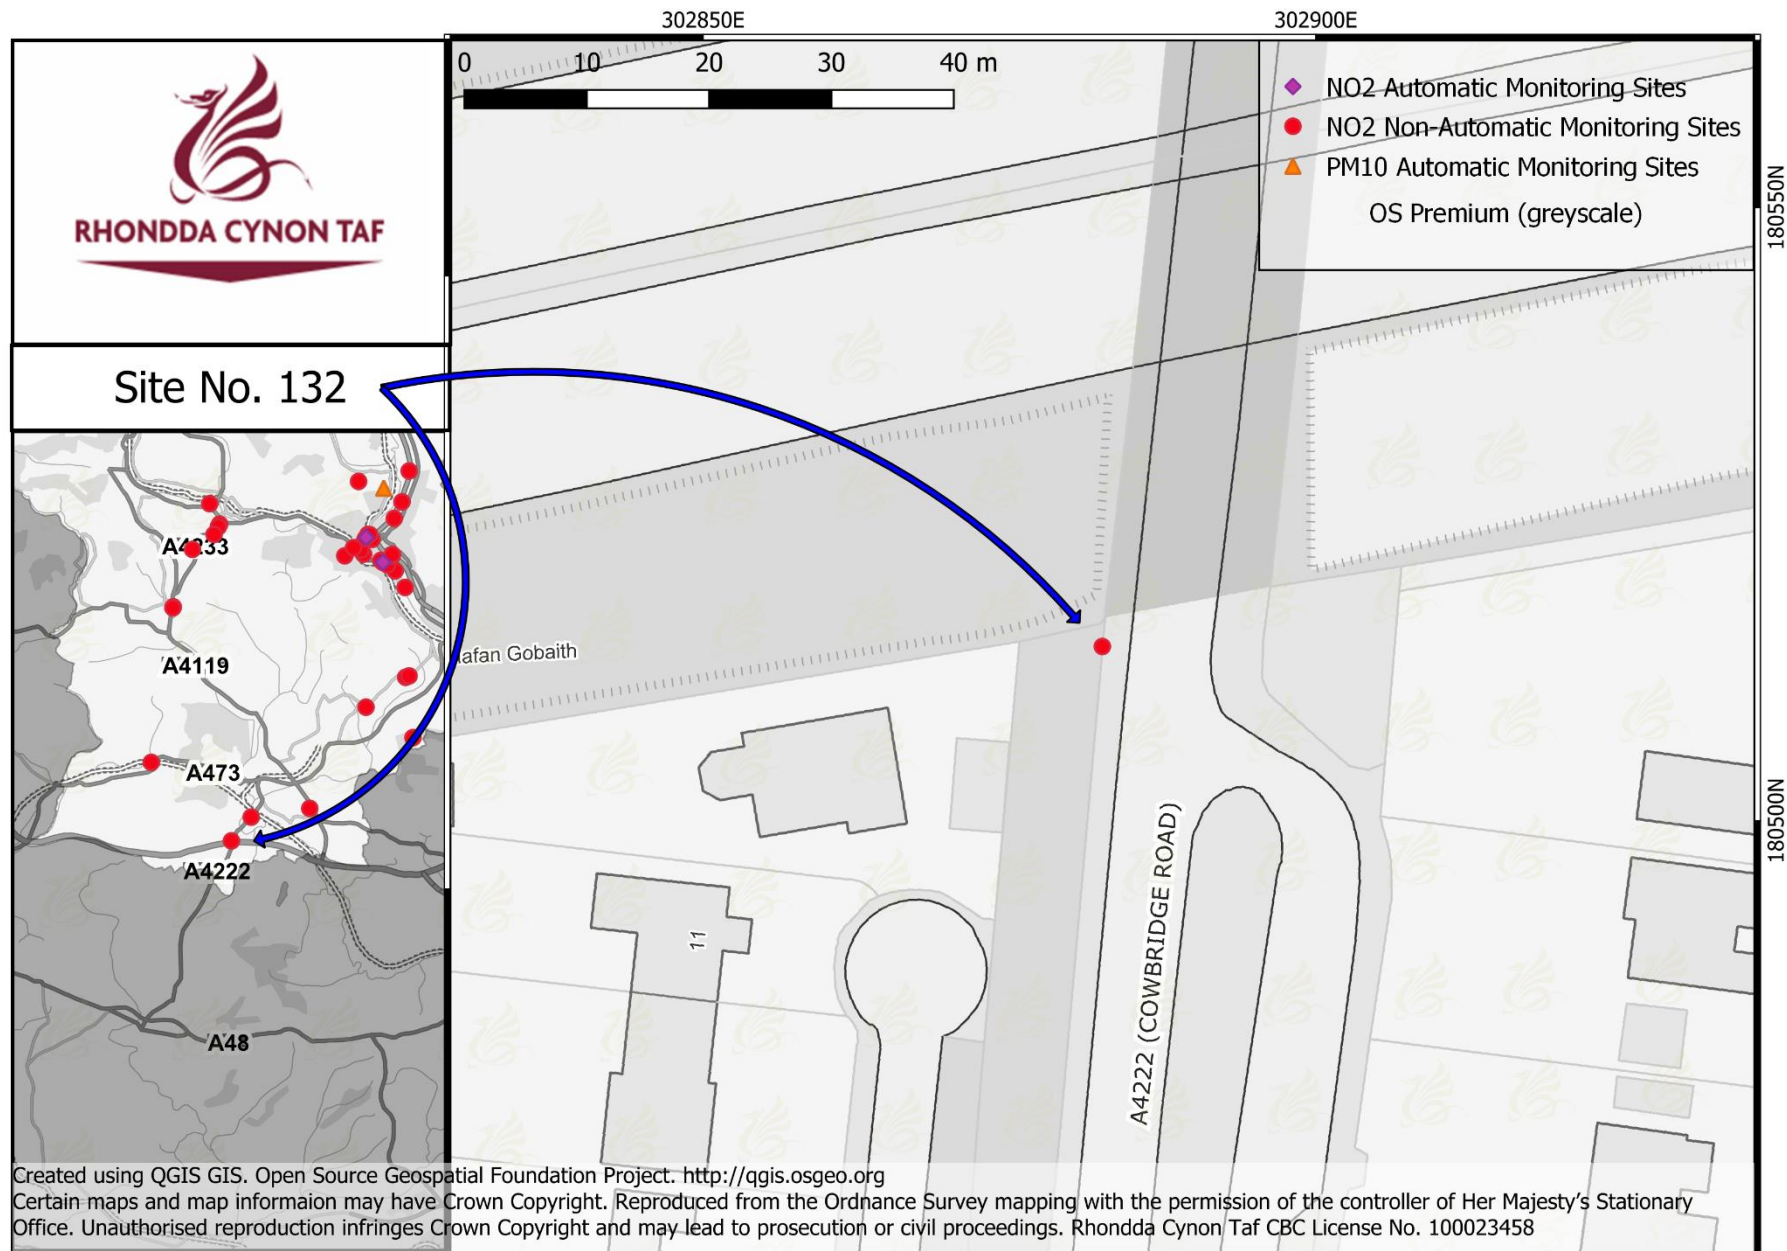 302850E
302900E
0
10
20
30
40 m
NO2 Automatic Monitoring Sites
NO2 Non-Automatic Monitoring Sites
PM10 Automatic Monitoring Sites
OS Premium (greyscale)
180550N
RHONDDA CYNON TAF
Site No. 132
A4233
A4119
A473
A4222
A48
afan Gobaith
11
A4222 (COWBRIDGE ROAD)
180500N
Created using QGIS GIS. Open Source Geospatial Foundation Project. http://qgis.osgeo.org
Certain maps and map informaion may have Crown Copyright. Reproduced from the Ordnance Survey mapping with the permission of the controller of Her Majesty's Stationary
Office. Unauthorised reproduction infringes Crown Copyright and may lead to prosecution or civil proceedings. Rhondda Cynon Taf CBC License No. 100023458